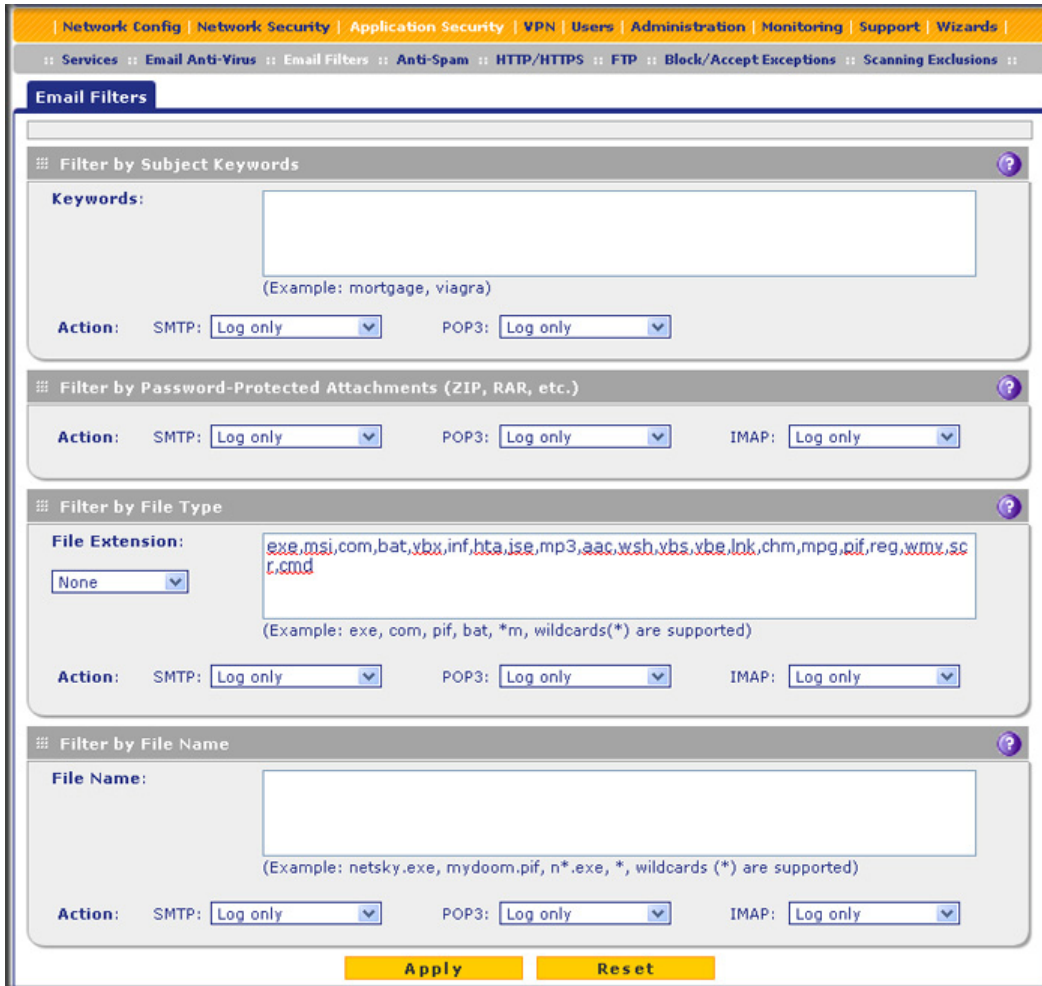 | Network Config | Network Security | Application Security | VPN | Users | Administration | Monitoring | Support | Wizards |
:: Services :: Email Anti-Virus :: Email Filters :: Anti-Spam :: HTTP/HTTPS :: FTP :: Block/Accept Exceptions :: Scanning Exclusions ::
Email Filters
Filter by Subject Keywords ?
Keywords:
(Example: mortgage, viagra)
Action: SMTP: Log only POP3: Log only
Filter by Password-Protected Attachments (ZIP, RAR, etc.) ?
Action: SMTP: Log only POP3: Log only IMAP: Log only
Filter by File Type ?
File Extension:
None
exe,msi,com,bat,vbx,inf,hta,jse,mp3,aac,wsh,vbs,vbe,lnk,chm,mpg,pif,reg,wmv,sc
r,cmd
(Example: exe, com, pif, bat, *m, wildcards(*) are supported)
Action: SMTP: Log only POP3: Log only IMAP: Log only
Filter by File Name ?
File Name:
(Example: netsky.exe, mydoom.pif, n*.exe, *, wildcards (*) are supported)
Action: SMTP: Log only POP3: Log only IMAP: Log only
Apply Reset